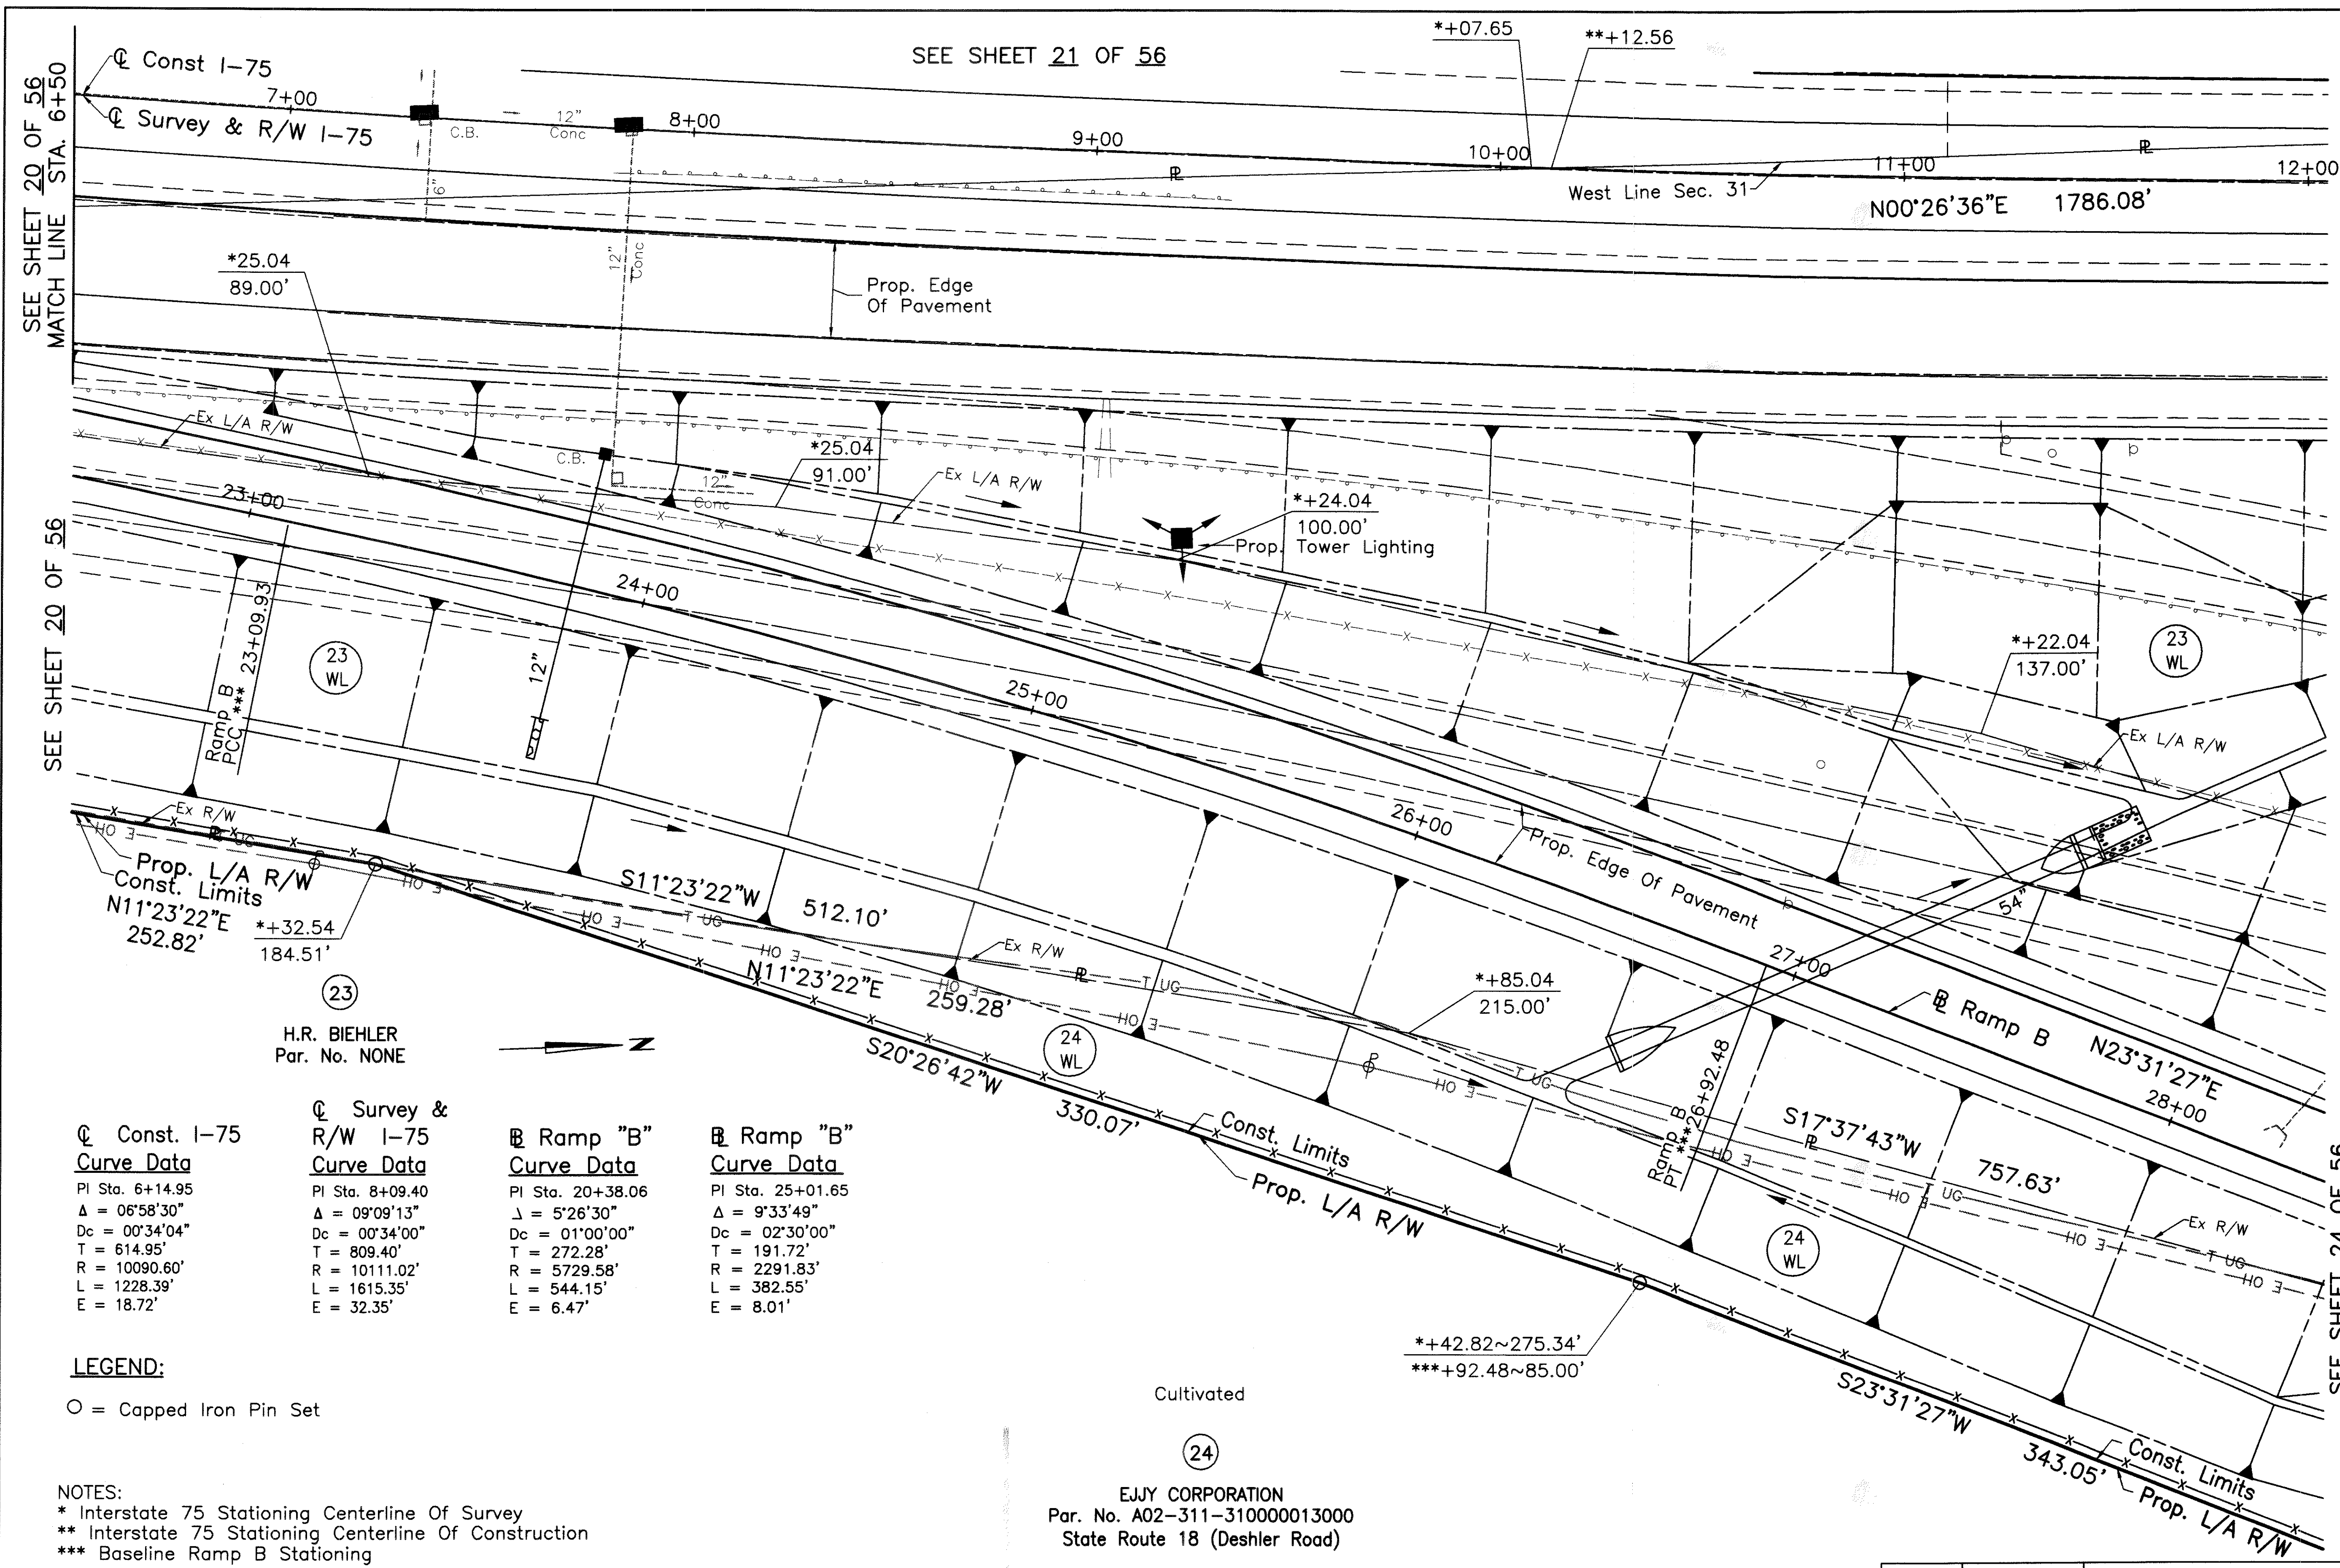 SEE SHEET 20 OF 56
MATCH LINE STA. 6+50
℄ Const I-75
℄ Survey & R/W I-75
7+00
C.B.
12"
Conc
8+00
6"
12"
Conc
SEE SHEET 21 OF 56
9+00
*+07.65
**+12.56
10+00
℞
West Line Sec. 31
11+00
℞
12+00
N00°26'36"E 1786.08'
*25.04
89.00'
Prop. Edge
Of Pavement
Ex L/A R/W
C.B.
12"
Conc
*25.04
91.00'
Ex L/A R/W
*+24.04
100.00'
Prop. Tower Lighting
SEE SHEET 20 OF 56
23+00
24+00
25+00
26+00
27+00
28+00
Ramp B
PCC *** 23+09.93
23
WL
12"
*+22.04
137.00'
23
WL
Ex L/A R/W
54"
Prop. Edge Of Pavement
Ex R/W
Prop. L/A R/W
Const. Limits
N11°23'22"E
252.82'
*+32.54
184.51'
S11°23'22"W 512.10'
T UG
E OH
Ex R/W
N11°23'22"E 259.28'
*+85.04
215.00'
24
WL
S20°26'42"W 330.07'
Const. Limits
Prop. L/A R/W
Ramp B
PT ***26+92.48
Ramp B N23°31'27"E
S17°37'43"W 757.63'
Ex R/W
24
WL
*+42.82~275.34'
***+92.48~85.00'
S23°31'27"W 343.05'
Const. Limits
Prop. L/A R/W
SEE SHEET 24 OF 56
23
H.R. BIEHLER
Par. No. NONE
N
℄ Const. I-75
Curve Data
PI Sta. 6+14.95
Δ = 06°58'30"
Dc = 00°34'04"
T = 614.95'
R = 10090.60'
L = 1228.39'
E = 18.72'
℄ Survey &
R/W I-75
Curve Data
PI Sta. 8+09.40
Δ = 09°09'13"
Dc = 00°34'00"
T = 809.40'
R = 10111.02'
L = 1615.35'
E = 32.35'
BL Ramp "B"
Curve Data
PI Sta. 20+38.06
Δ = 5°26'30"
Dc = 01°00'00"
T = 272.28'
R = 5729.58'
L = 544.15'
E = 6.47'
BL Ramp "B"
Curve Data
PI Sta. 25+01.65
Δ = 9°33'49"
Dc = 02°30'00"
T = 191.72'
R = 2291.83'
L = 382.55'
E = 8.01'
LEGEND:
O = Capped Iron Pin Set
Cultivated
24
EJJY CORPORATION
Par. No. A02-311-310000013000
State Route 18 (Deshler Road)
NOTES:
* Interstate 75 Stationing Centerline Of Survey
** Interstate 75 Stationing Centerline Of Construction
*** Baseline Ramp B Stationing